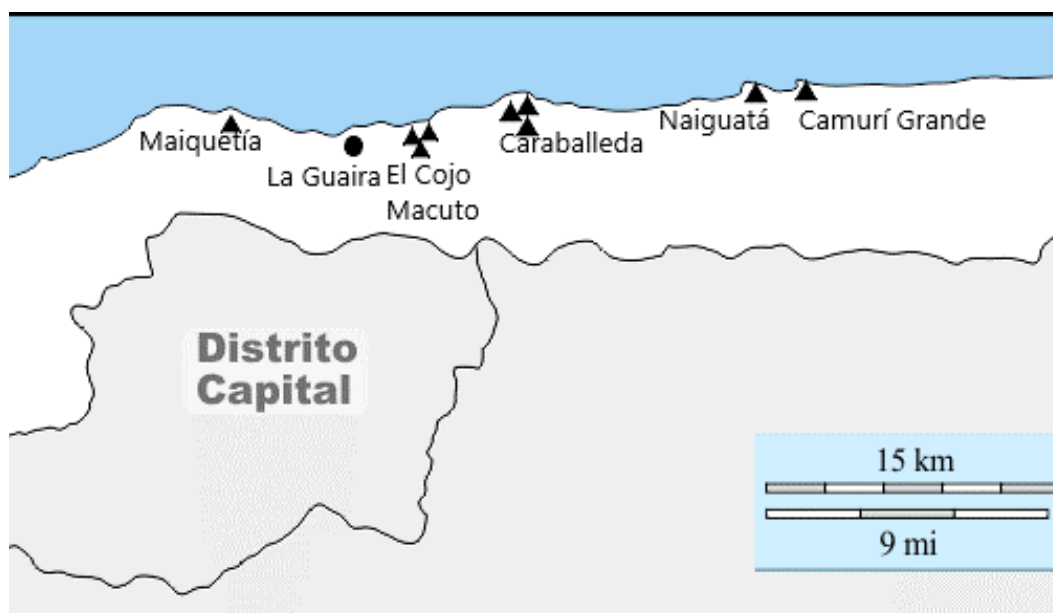 Maiquetía
La Guaira
El Cojo
Macuto
Caraballeda
Naiguatá
Camurí Grande
Distrito
Capital
15 km
9 mi